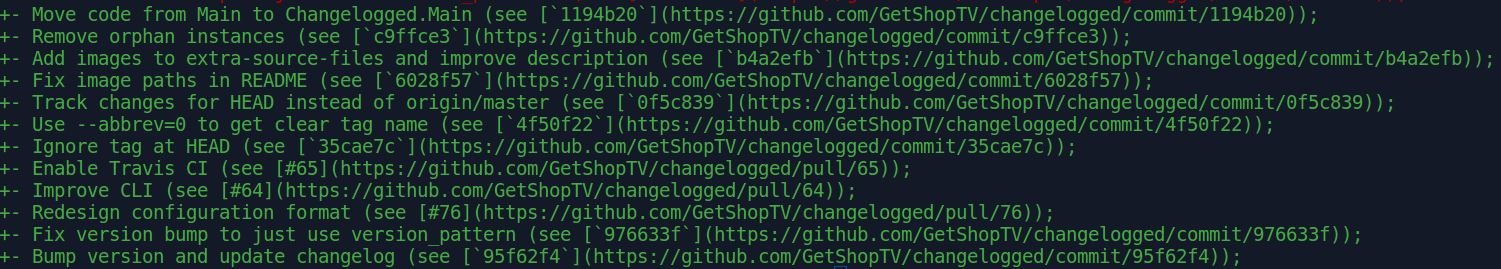 +- Move code from Main to Changelogged.Main (see [`1194b20`](https://github.com/GetShopTV/changelogged/commit/1194b20));
+- Remove orphan instances (see [`c9ffce3`](https://github.com/GetShopTV/changelogged/commit/c9ffce3));
+- Add images to extra-source-files and improve description (see [`b4a2efb`](https://github.com/GetShopTV/changelogged/commit/b4a2efb));
+- Fix image paths in README (see [`6028f57`](https://github.com/GetShopTV/changelogged/commit/6028f57));
+- Track changes for HEAD instead of origin/master (see [`0f5c839`](https://github.com/GetShopTV/changelogged/commit/0f5c839));
+- Use --abbrev=0 to get clear tag name (see [`4f50f22`](https://github.com/GetShopTV/changelogged/commit/4f50f22));
+- Ignore tag at HEAD (see [`35cae7c`](https://github.com/GetShopTV/changelogged/commit/35cae7c));
+- Enable Travis CI (see [#65](https://github.com/GetShopTV/changelogged/pull/65));
+- Improve CLI (see [#64](https://github.com/GetShopTV/changelogged/pull/64));
+- Redesign configuration format (see [#76](https://github.com/GetShopTV/changelogged/pull/76));
+- Fix version bump to just use version_pattern (see [`976633f`](https://github.com/GetShopTV/changelogged/commit/976633f));
+- Bump version and update changelog (see [`95f62f4`](https://github.com/GetShopTV/changelogged/commit/95f62f4));